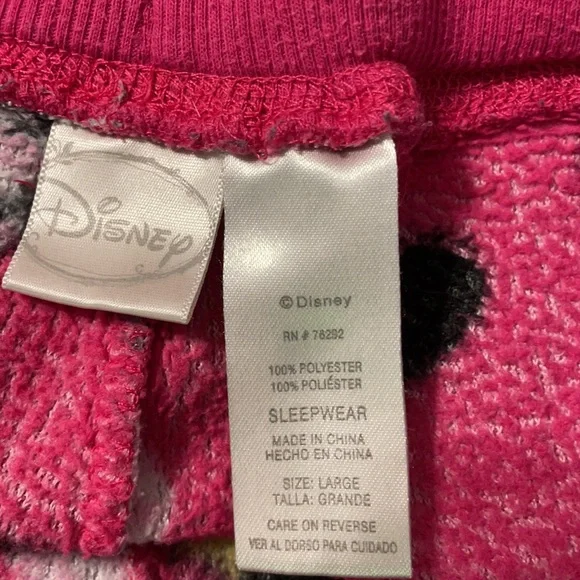 Disney
©Disney
RN # 76292
100% POLYESTER
100% POLIÉSTER
SLEEPWEAR
MADE IN CHINA
HECHO EN CHINA
SIZE: LARGE
TALLA: GRANDE
CARE ON REVERSE
VER AL DORSO PARA CUIDADO